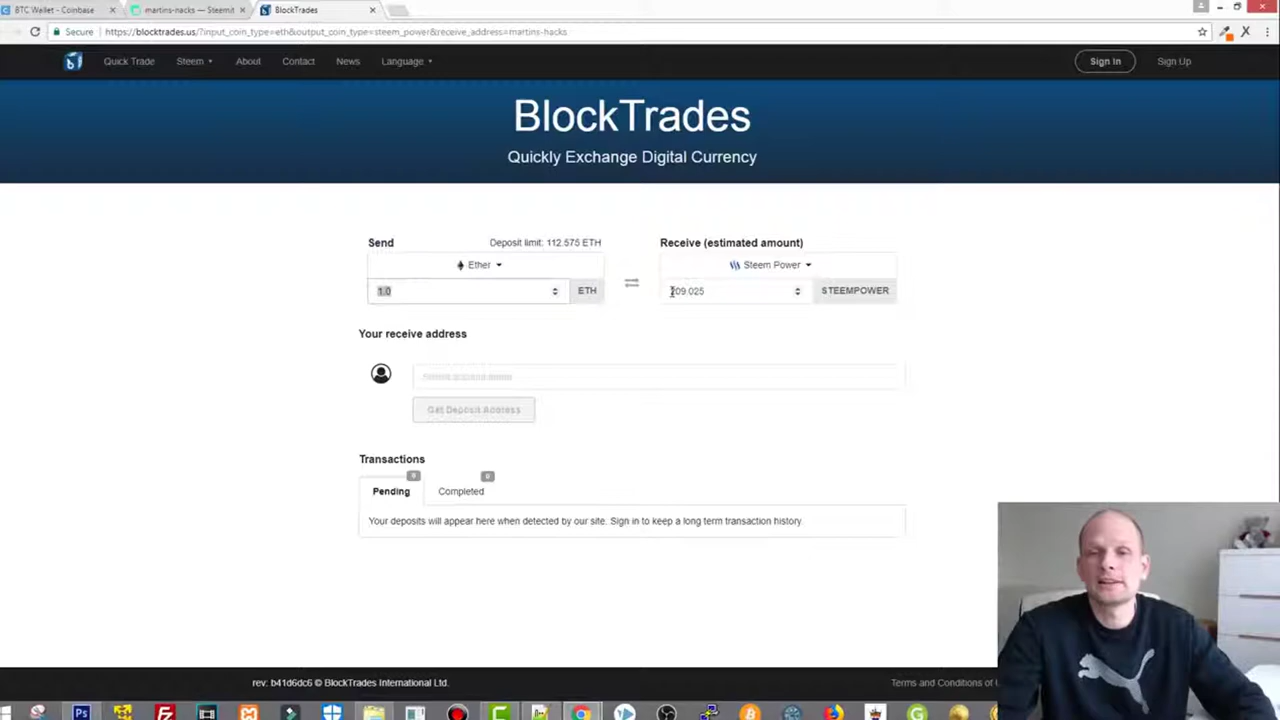 BTC Wallet - Coinbase
martins-hacks — Steemit
BlockTrades
Secure
https://blocktrades.us/?input_coin_type=eth&output_coin_type=steem_power&receive_address=martins-hacks
Quick Trade
Steem
About
Contact
News
Language
Sign In
Sign Up
BlockTrades
Quickly Exchange Digital Currency
Send
Deposit limit: 112.575 ETH
Receive (estimated amount)
Ether
Steem Power
1.0
ETH
09.025
STEEMPOWER
Your receive address
Get Deposit Address
Transactions
0
0
Pending
Completed
Your deposits will appear here when detected by our site. Sign in to keep a long term transaction history
rev: b41d6dc6 © BlockTrades International Ltd.
Terms and Conditions of